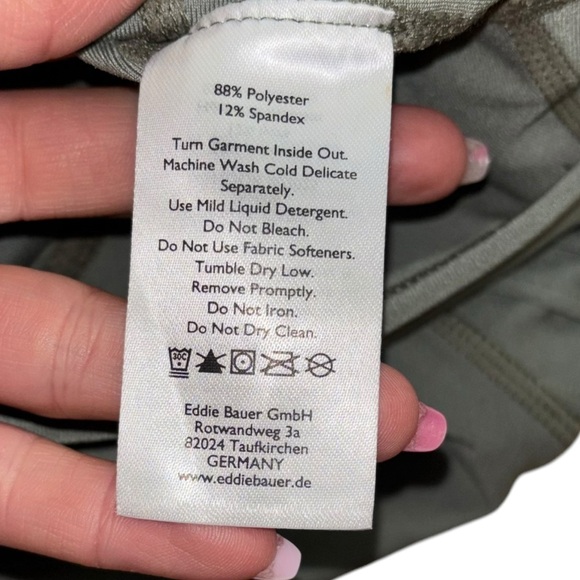 88% Polyester
12% Spandex
Turn Garment Inside Out.
Machine Wash Cold Delicate
Separately.
Use Mild Liquid Detergent.
Do Not Bleach.
Do Not Use Fabric Softeners.
Tumble Dry Low.
Remove Promptly.
Do Not Iron.
Do Not Dry Clean.
30C
Eddie Bauer GmbH
Rotwandweg 3a
82024 Taufkirchen
GERMANY
www.eddiebauer.de